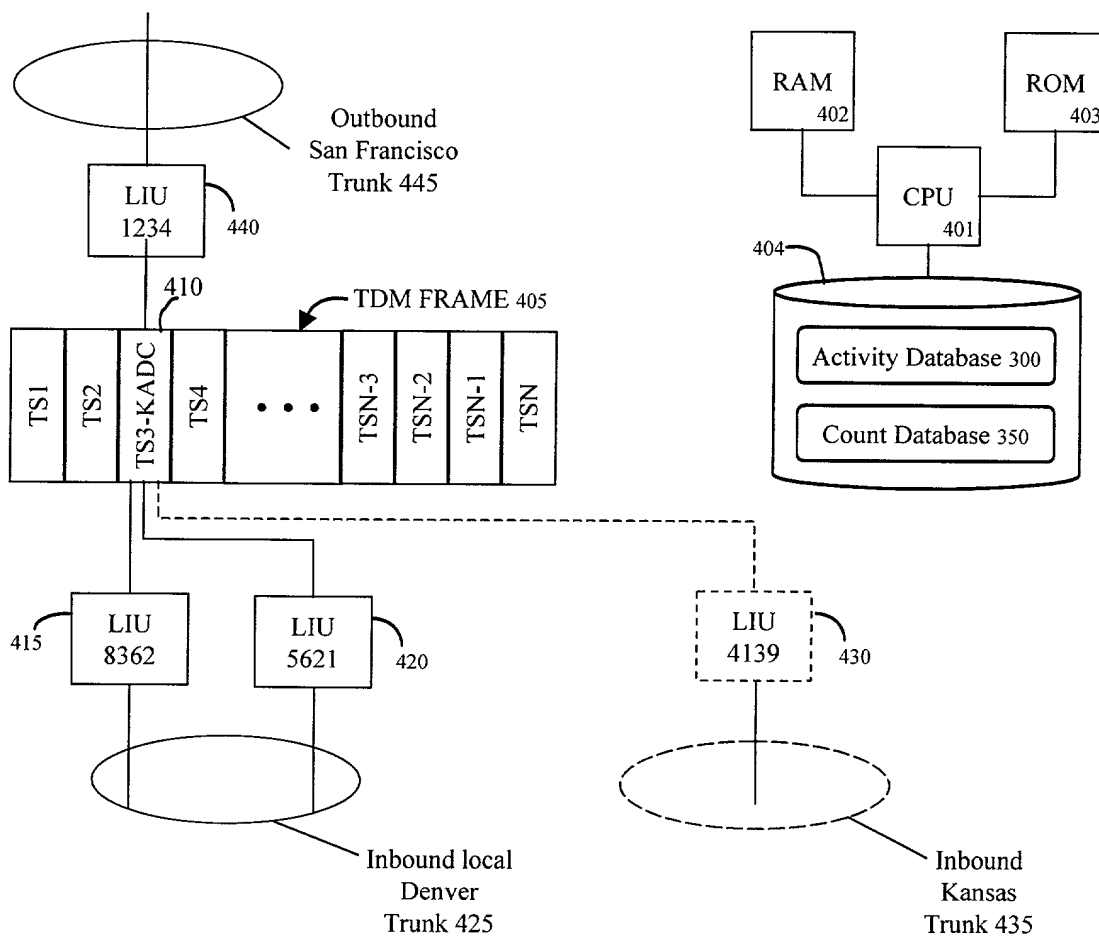 RAM
402
ROM
403
CPU
401
404
Activity Database 300
Count Database 350
Outbound
San Francisco
Trunk 445
LIU
1234
440
410
TDM FRAME 405
TS1
TS2
TS3-KADC
TS4
• • •
TSN-3
TSN-2
TSN-1
TSN
415
LIU
8362
LIU
5621
420
LIU
4139
430
Inbound local
Denver
Trunk 425
Inbound
Kansas
Trunk 435